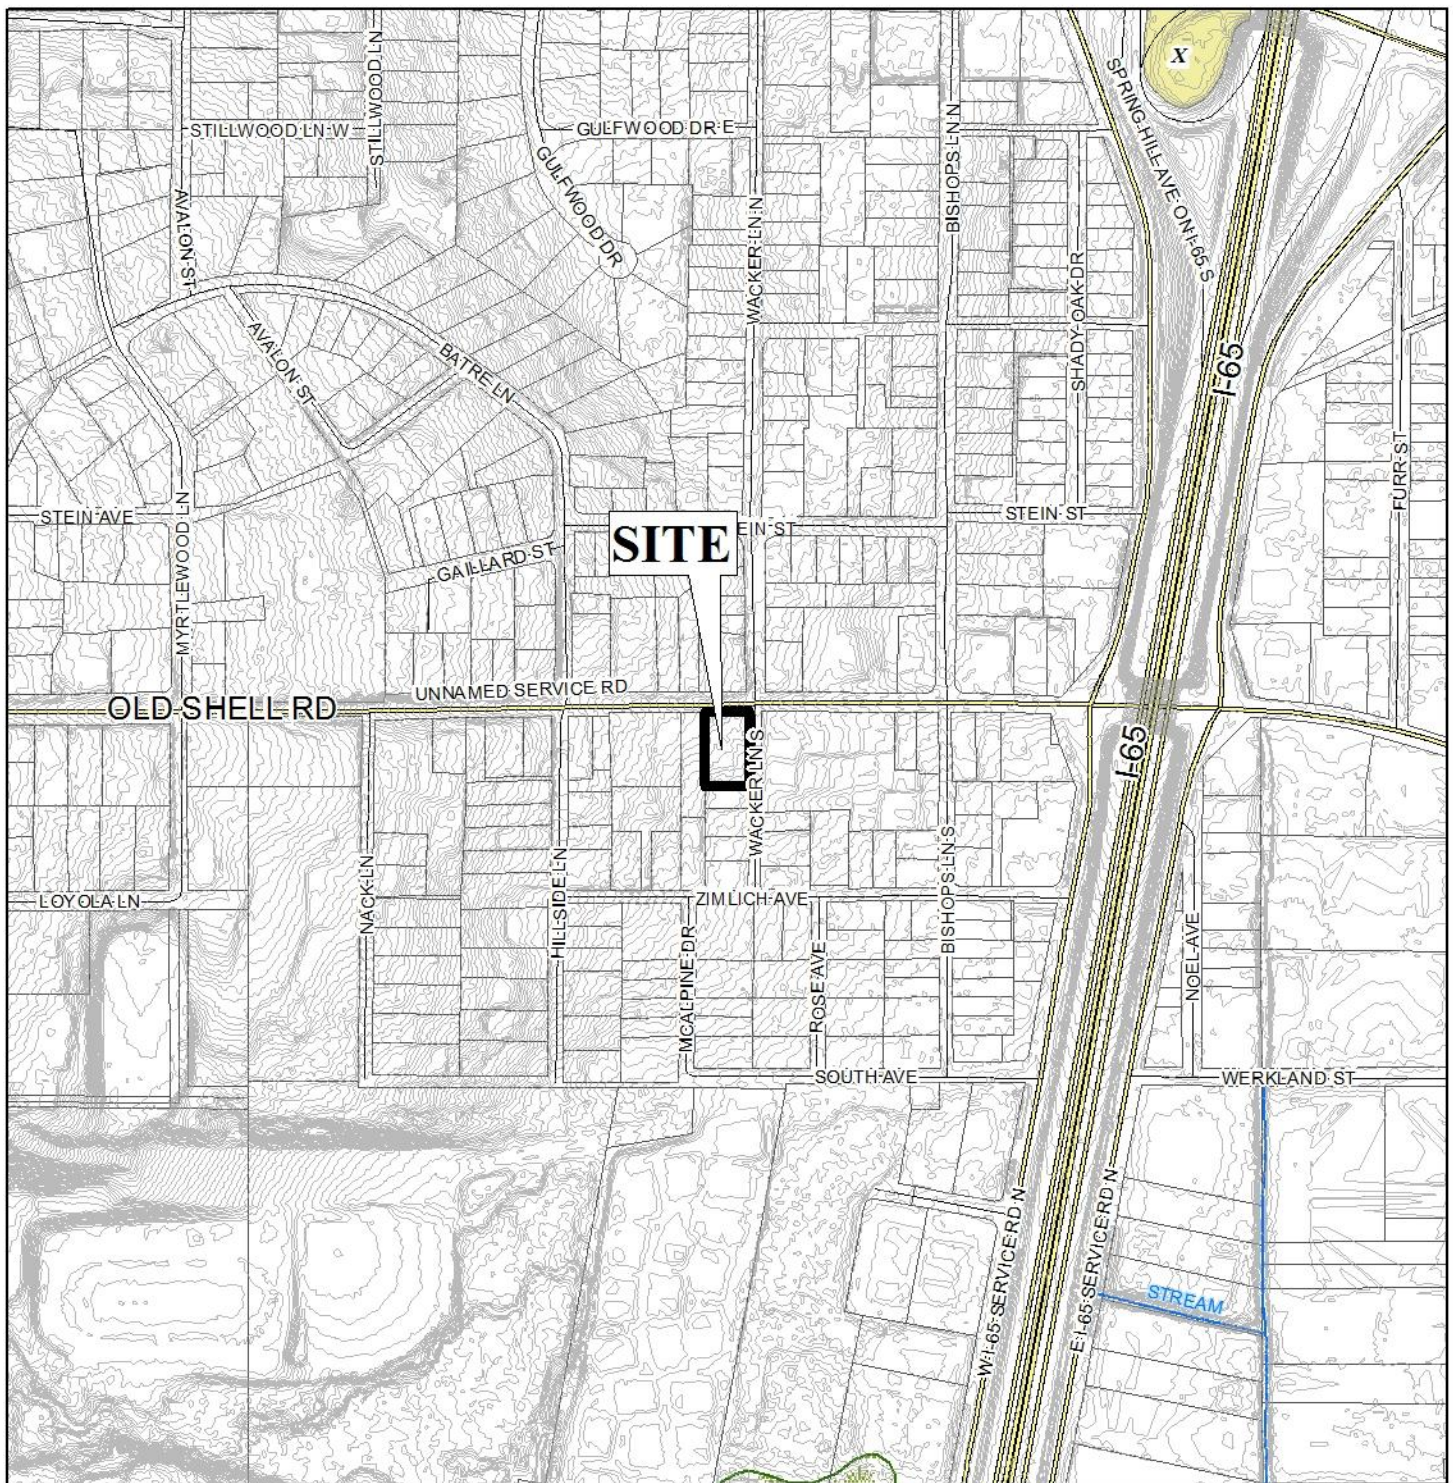 X
STILLWOOD LN
SPRING HILL AVE ON I-65 S
STILLWOOD LN W
GULFWOOD DR E
BISHOPS LN N
GULFWOOD DR
AVALON ST
WACKER LN N
SHADY OAK DR
AVALON ST
BATRE LN
I-65
FURR ST
STEIN AVE
MYRTLEWOOD LN
SITE
EIN ST
STEIN ST
GAILLARD ST
UNNAMED SERVICE RD
OLD SHELL RD
I-65
WACKER LN S
NACK LN
HILLSIDE LN
BISHOPS LN S
LOYOLA LN
ZIMLICH AVE
MCALPINE DR
ROSE AVE
NOEL AVE
SOUTH AVE
WERKLAND ST
W I-65 SERVICE RD N
E I-65 SERVICE RD N
STREAM